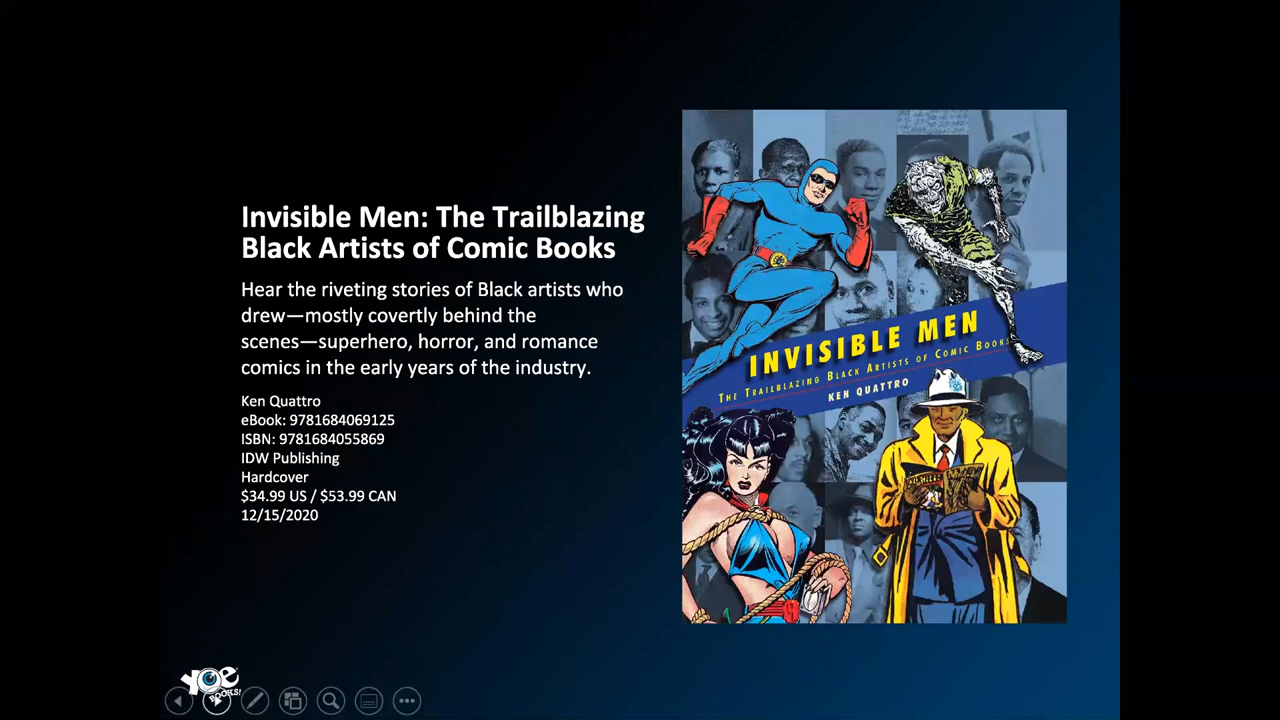 Invisible Men: The Trailblazing
Black Artists of Comic Books
Hear the riveting stories of Black artists who
drew—mostly covertly behind the
scenes—superhero, horror, and romance
comics in the early years of the industry.
Ken Quattro
eBook: 9781684069125
ISBN: 9781684055869
IDW Publishing
Hardcover
$34.99 US / $53.99 CAN
12/15/2020
INVISIBLE MEN
THE TRAILBLAZING BLACK ARTISTS OF COMIC BOOKS
KEN QUATTRO
YOE
BOOKS!